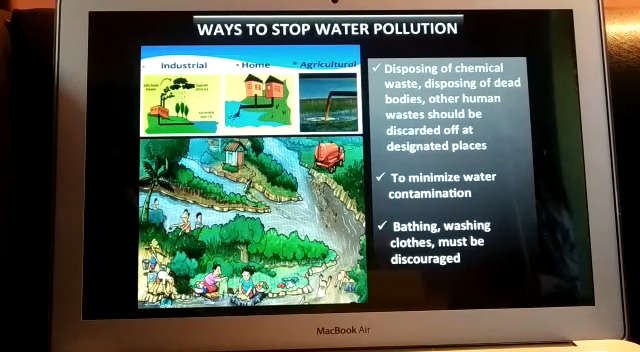 WAYS TO STOP WATER POLLUTION
Industrial
• Home
* Agricultural
✓ Disposing of chemical
waste, disposing of dead
bodies, other human
wastes should be
discarded off at
designated places
✓ To minimize water
contamination
✓ Bathing, washing
clothes, must be
discouraged
MacBook Air